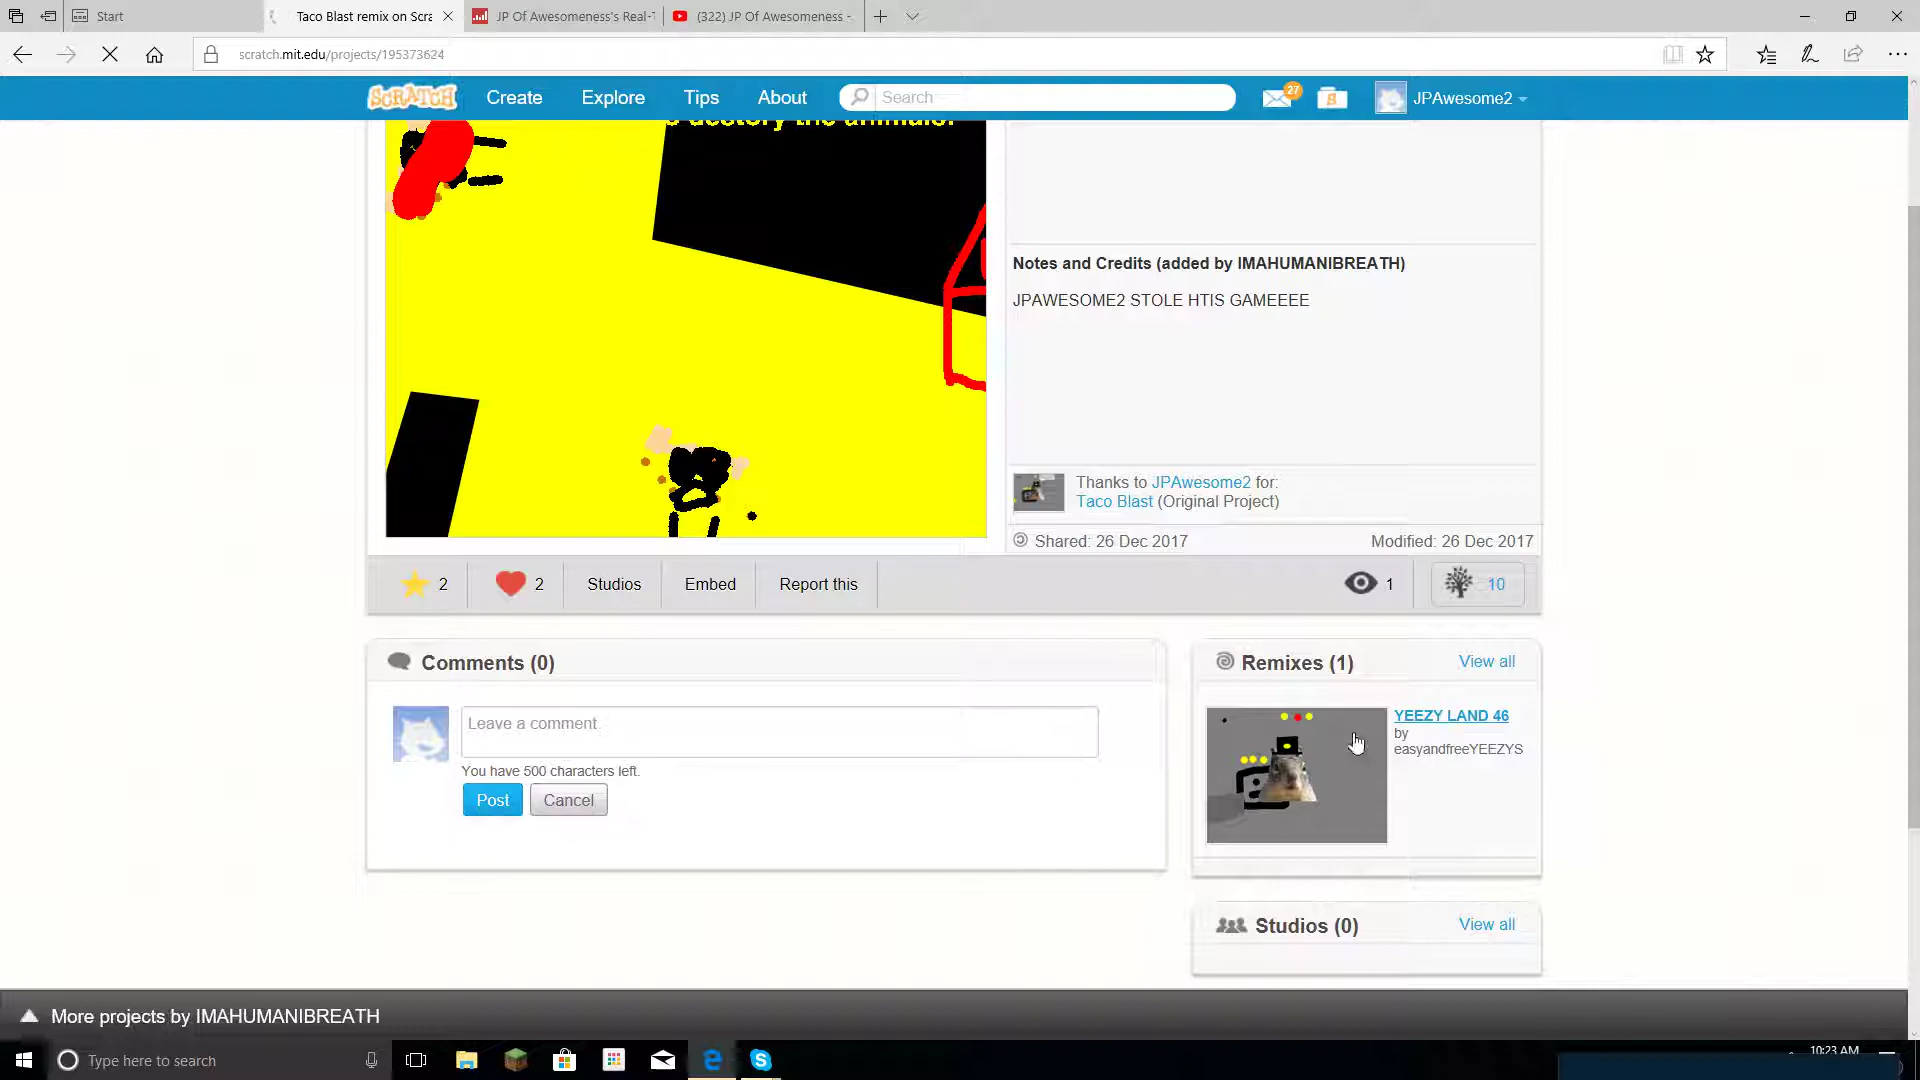 Start
Taco Blast remix on Scra
JP Of Awesomeness's Real-T
(322) JP Of Awesomeness -
scratch.mit.edu/projects/195373624
SCRATCH
Create
Explore
Tips
About
Search
27
JPAwesome2
destory the animals.
Notes and Credits (added by IMAHUMANIBREATH)
JPAWESOME2 STOLE HTIS GAMEEEE
Thanks to JPAwesome2 for:
Taco Blast (Original Project)
Shared: 26 Dec 2017
Modified: 26 Dec 2017
2
2
Studios
Embed
Report this
1
10
Comments (0)
Remixes (1)
View all
Leave a comment.
You have 500 characters left.
Post
Cancel
YEEZY LAND 46
by
easyandfreeYEEZYS
Studios (0)
View all
More projects by IMAHUMANIBREATH
Type here to search
10:23 AM